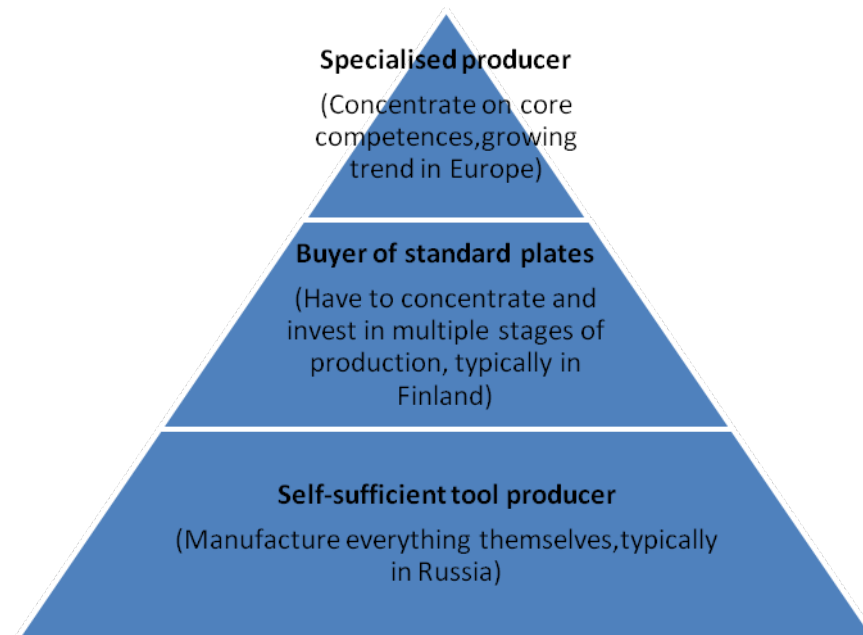 Specialised producer
(Concentrate on core
competences,growing
trend in Europe)
Buyer of standard plates
(Have to concentrate and
invest in multiple stages of
production, typically in
Finland)
Self-sufficient tool producer
(Manufacture everything themselves,typically
in Russia)